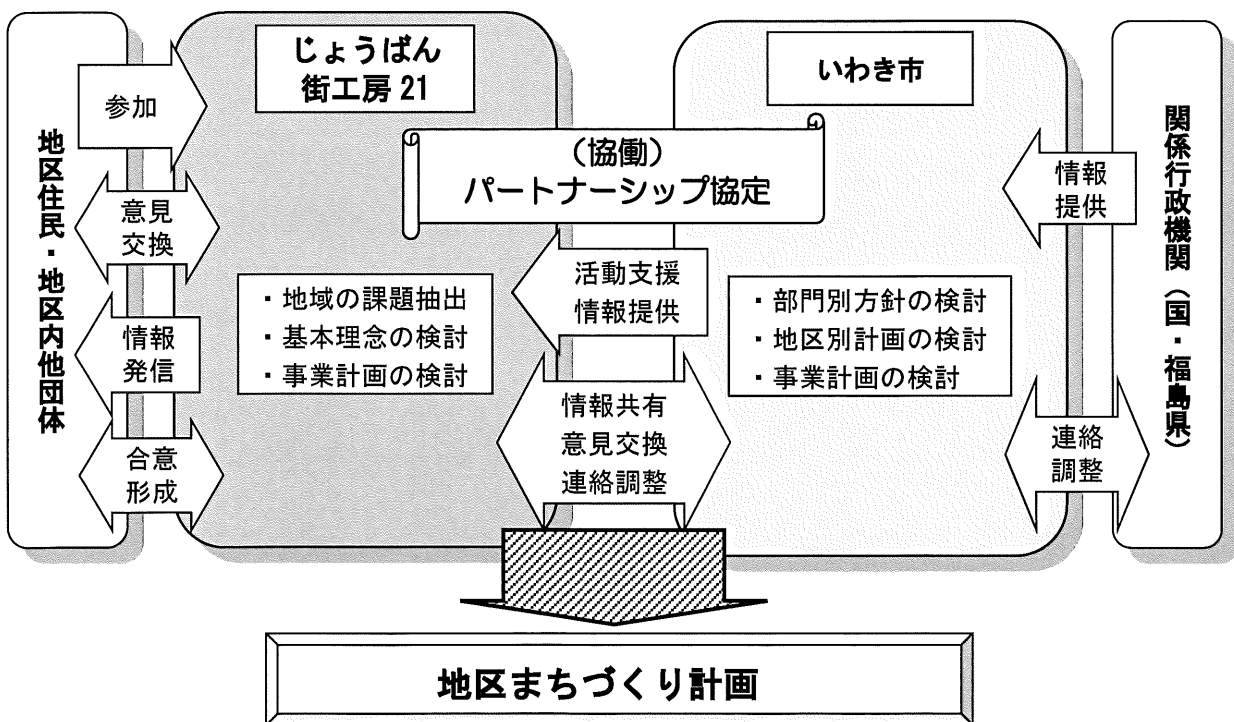 地区住民・地区内他団体
参加
意見
交換
情報
発信
合意
形成
じょうばん
街工房 21
・地域の課題抽出
・基本理念の検討
・事業計画の検討
（協働）
パートナーシップ協定
活動支援
情報提供
情報共有
意見交換
連絡調整
いわき市
・部門別方針の検討
・地区別計画の検討
・事業計画の検討
情報
提供
連絡
調整
関係行政機関（国・福島県）
地区まちづくり計画